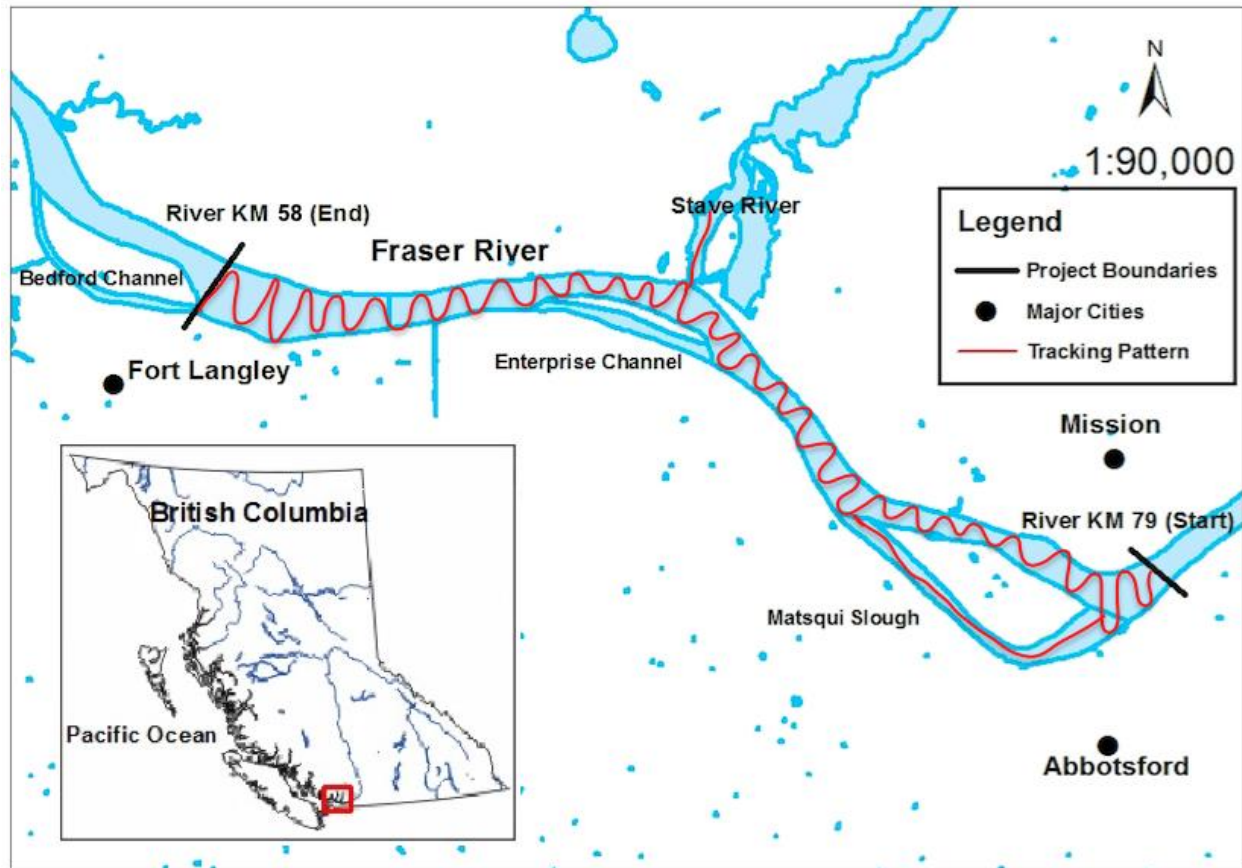 N
1:90,000
Stave River
River KM 58 (End)
Fraser River
Legend
Bedford Channel
Project Boundaries
Major Cities
Enterprise Channel
Tracking Pattern
Fort Langley
Mission
British Columbia
River KM 79 (Start)
Matsqui Slough
Pacific Ocean
Abbotsford